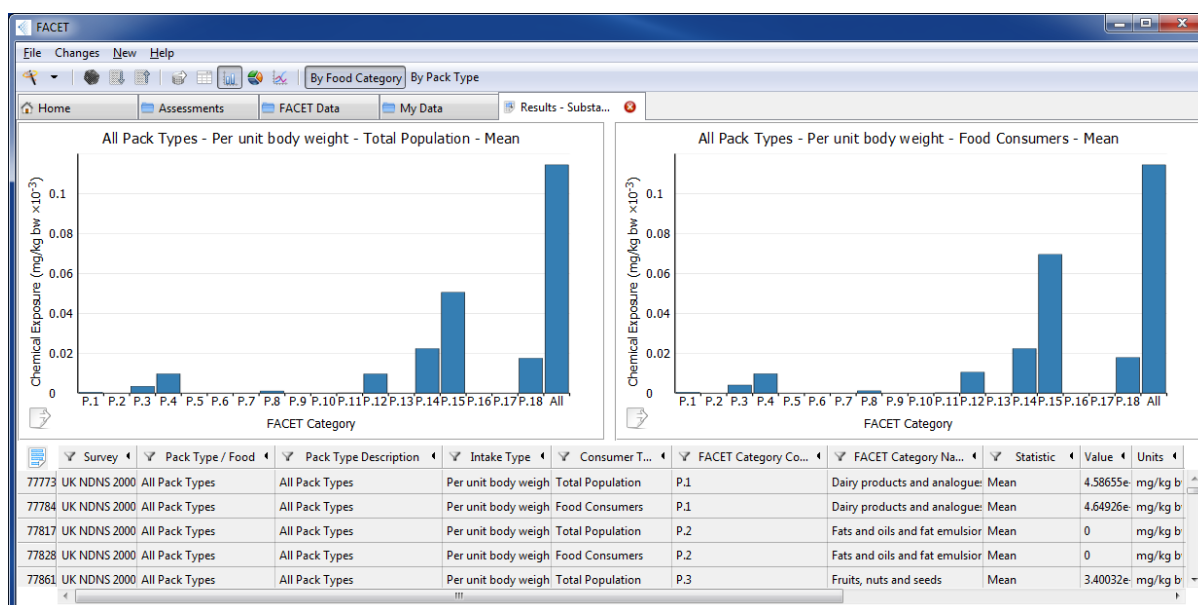 FACET
File Changes New Help
By Food Category By Pack Type
Home Assessments FACET Data My Data Results - Substa...
All Pack Types - Per unit body weight - Total Population - Mean
Chemical Exposure (mg/kg bw ×10⁻³)
0.1
0.08
0.06
0.04
0.02
0
P.1 P.2 P.3 P.4 P.5 P.6 P.7 P.8 P.9 P.10 P.11 P.12 P.13 P.14 P.15 P.16 P.17 P.18 All
FACET Category
All Pack Types - Per unit body weight - Food Consumers - Mean
Chemical Exposure (mg/kg bw ×10⁻³)
0.1
0.08
0.06
0.04
0.02
0
P.1 P.2 P.3 P.4 P.5 P.6 P.7 P.8 P.9 P.10 P.11 P.12 P.13 P.14 P.15 P.16 P.17 P.18 All
FACET Category
Survey Pack Type / Food Pack Type Description Intake Type Consumer T... FACET Category Co... FACET Category Na... Statistic Value Units
77773 UK NDNS 2000 All Pack Types All Pack Types Per unit body weigh Total Population P.1 Dairy products and analogue: Mean 4.58655e- mg/kg b
77784 UK NDNS 2000 All Pack Types All Pack Types Per unit body weigh Food Consumers P.1 Dairy products and analogue: Mean 4.64926e- mg/kg b
77817 UK NDNS 2000 All Pack Types All Pack Types Per unit body weigh Total Population P.2 Fats and oils and fat emulsior Mean 0 mg/kg b
77828 UK NDNS 2000 All Pack Types All Pack Types Per unit body weigh Food Consumers P.2 Fats and oils and fat emulsior Mean 0 mg/kg b
77861 UK NDNS 2000 All Pack Types All Pack Types Per unit body weigh Total Population P.3 Fruits, nuts and seeds Mean 3.40032e- mg/kg b